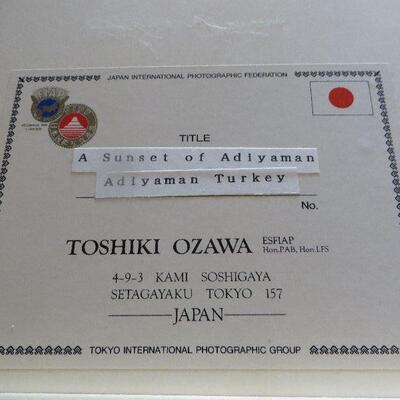 JAPAN INTERNATIONAL PHOTOGRAPHIC FEDERATION
TITLE
A Sunset of Adiyaman
Adiyaman Turkey
No.
TOSHIKI OZAWA ESFIAP
Hon.PAB, Hon.LFS
4-9-3 KAMI SOSHIGAYA
SETAGAYAKU TOKYO 157
JAPAN
TOKYO INTERNATIONAL PHOTOGRAPHIC GROUP